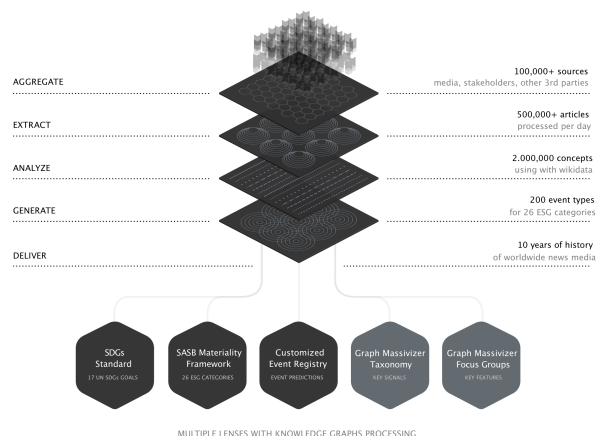 AGGREGATE
100,000+ sources
media, stakeholders, other 3rd parties
EXTRACT
500,000+ articles
processed per day
ANALYZE
2.000,000 concepts
using with wikidata
GENERATE
200 event types
for 26 ESG categories
DELIVER
10 years of history
of worldwide news media
SDGs
Standard
17 UN SDGs GOALS
SASB Materiality
Framework
26 ESG CATEGORIES
Customized
Event Registry
EVENT PREDICTIONS
Graph Massivizer
Taxonomy
KEY SIGNALS
Graph Massivizer
Focus Groups
KEY FEATURES
MULTIPLE LENSES WITH KNOWLEDGE GRAPHS PROCESSING